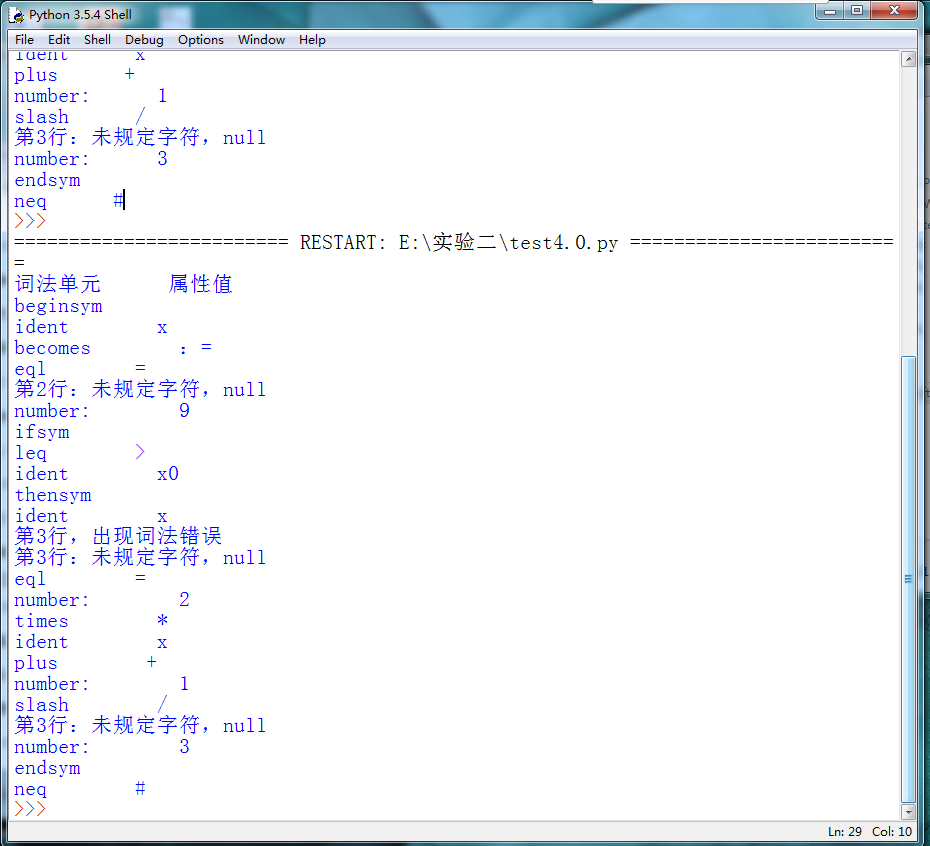 Python 3.5.4 Shell
File Edit Shell Debug Options Window Help
ident x
plus +
number: 1
slash /
第3行：未规定字符，null
number: 3
endsym
neq #
>>>
========================= RESTART: E:\实验二\test4.0.py ========================
=
词法单元 属性值
beginsym
ident x
becomes ：=
eql =
第2行：未规定字符，null
number: 9
ifsym
leq >
ident x0
thensym
ident x
第3行，出现词法错误
第3行：未规定字符，null
eql =
number: 2
times *
ident x
plus +
number: 1
slash /
第3行：未规定字符，null
number: 3
endsym
neq #
>>>
Ln: 29 Col: 10